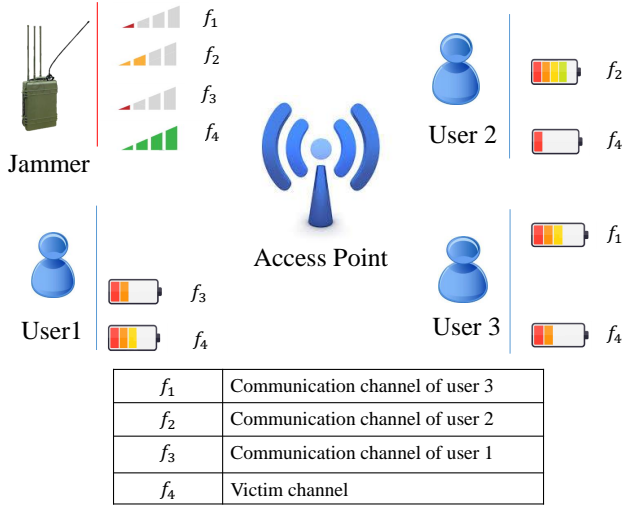 f₁
f₂
f₃
f₄
Jammer
Access Point
User 2
f₂
f₄
User1
f₃
f₄
User 3
f₁
f₄
f₁ Communication channel of user 3
f₂ Communication channel of user 2
f₃ Communication channel of user 1
f₄ Victim channel